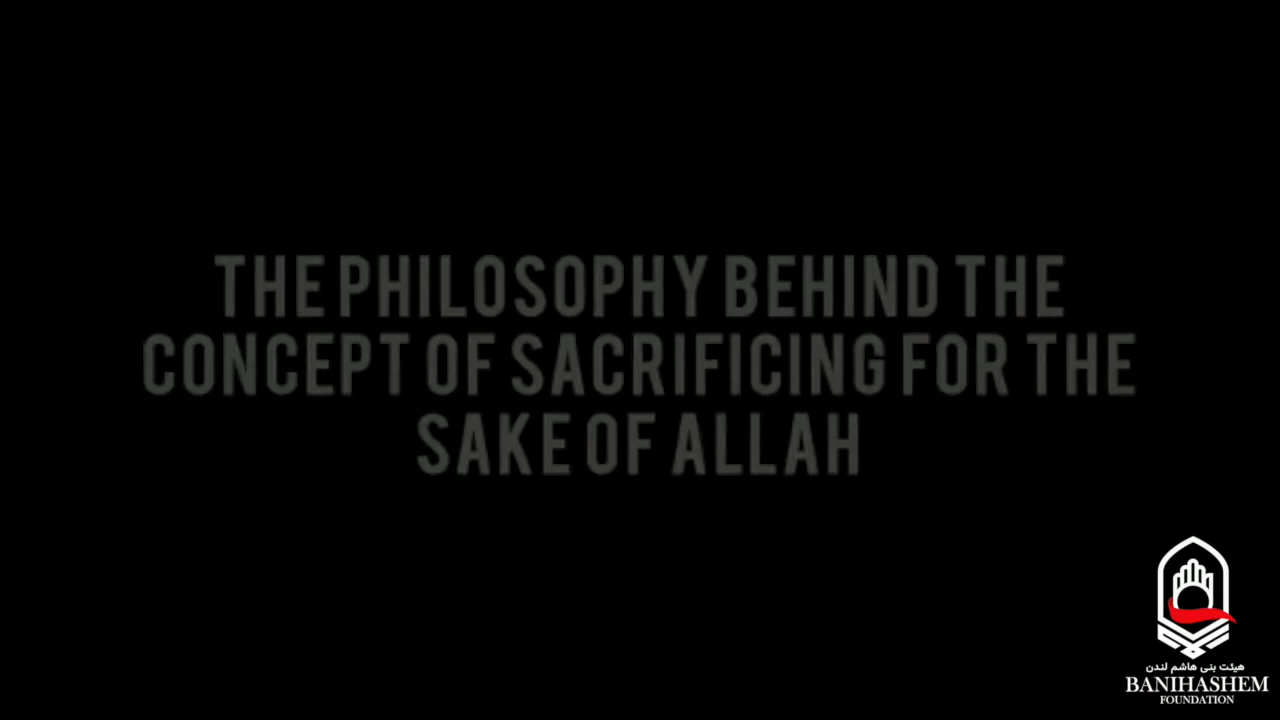 THE PHILOSOPHY BEHIND THE
CONCEPT OF SACRIFICING FOR THE
SAKE OF ALLAH
هیئت بنی هاشم لندن
BANIHASHEM
FOUNDATION